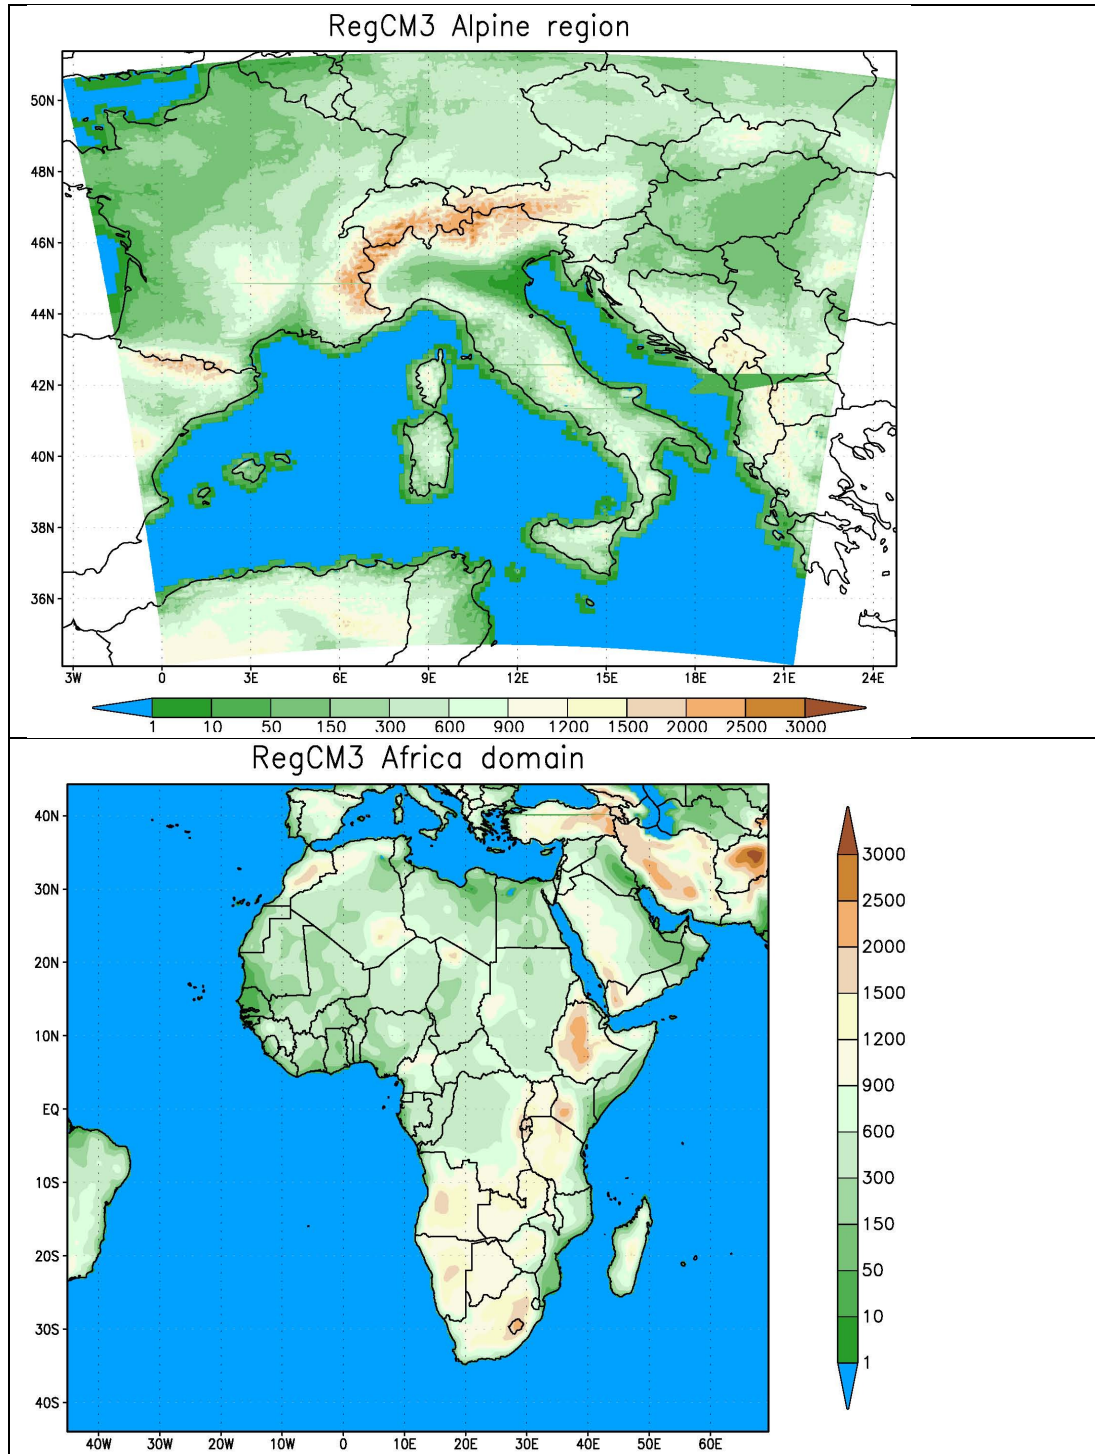 RegCM3 Alpine region
50N
48N
46N
44N
42N
40N
38N
36N
3W 0 3E 6E 9E 12E 15E 18E 21E 24E
1 10 50 150 300 600 900 1200 1500 2000 2500 3000
RegCM3 Africa domain
40N
30N
20N
10N
EQ
10S
20S
30S
40S
40W 30W 20W 10W 0 10E 20E 30E 40E 50E 60E
3000
2500
2000
1500
1200
900
600
300
150
50
10
1